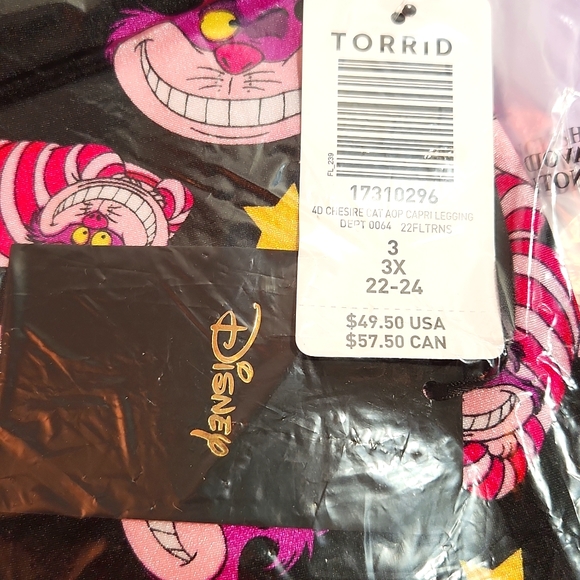 TORRID
FL_239
17310296
4D CHESIRE CAT AOP CAPRI LEGGING
DEPT 0064 22FLTRNS
3
3X
22-24
$49.50 USA
$57.50 CAN
Disney